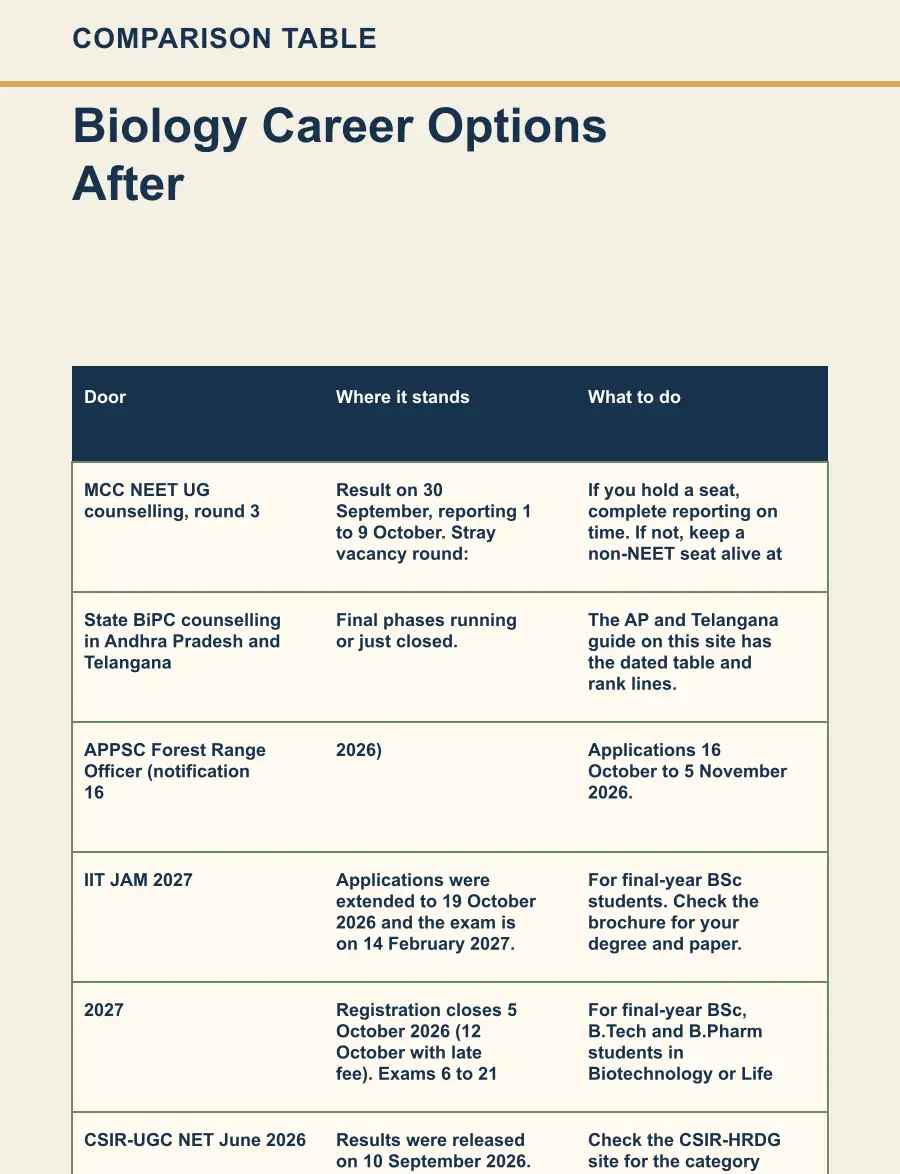 COMPARISON TABLE
Biology Career Options
After
Door
Where it stands
What to do
MCC NEET UG
counselling, round 3
Result on 30
September, reporting 1
to 9 October. Stray
vacancy round:
If you hold a seat,
complete reporting on
time. If not, keep a
non-NEET seat alive at
State BiPC counselling
in Andhra Pradesh and
Telangana
Final phases running
or just closed.
The AP and Telangana
guide on this site has
the dated table and
rank lines.
APPSC Forest Range
Officer (notification
16
2026)
Applications 16
October to 5 November
2026.
IIT JAM 2027
Applications were
extended to 19 October
2026 and the exam is
on 14 February 2027.
For final-year BSc
students. Check the
brochure for your
degree and paper.
2027
Registration closes 5
October 2026 (12
October with late
fee). Exams 6 to 21
For final-year BSc,
B.Tech and B.Pharm
students in
Biotechnology or Life
CSIR-UGC NET June 2026
Results were released
on 10 September 2026.
Check the CSIR-HRDG
site for the category